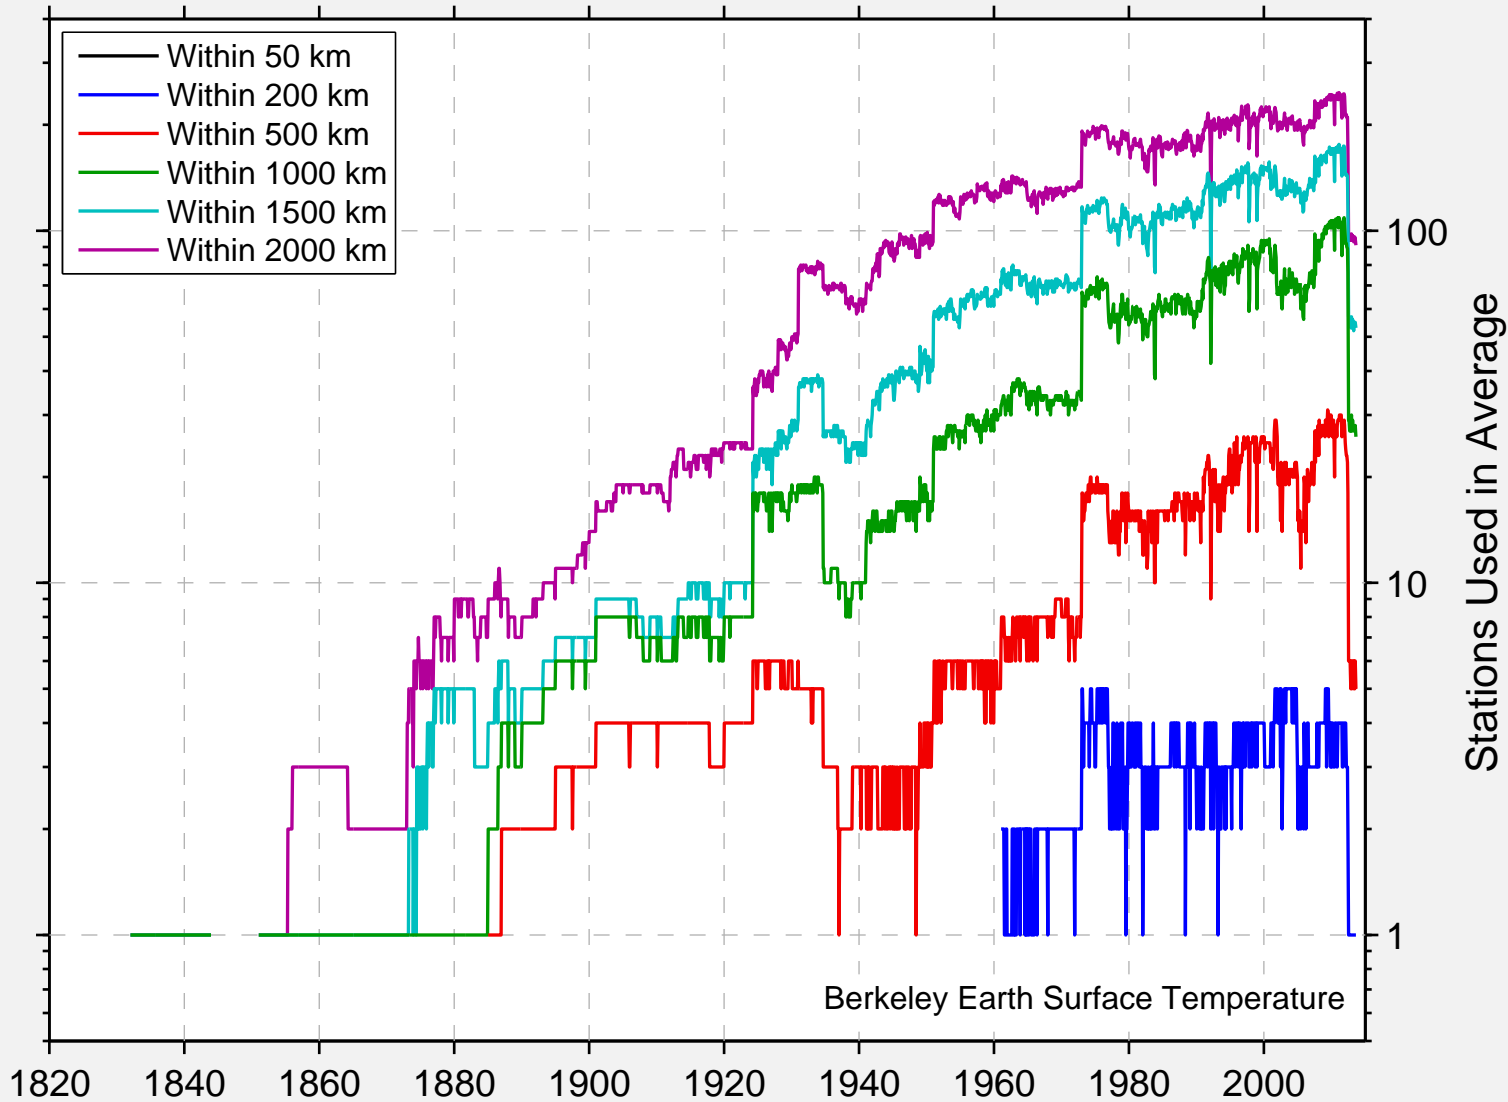 Within 50 km
Within 200 km
Within 500 km
Within 1000 km
Within 1500 km
Within 2000 km
100
10
1
Stations Used in Average
Berkeley Earth Surface Temperature
1820 1840 1860 1880 1900 1920 1940 1960 1980 2000